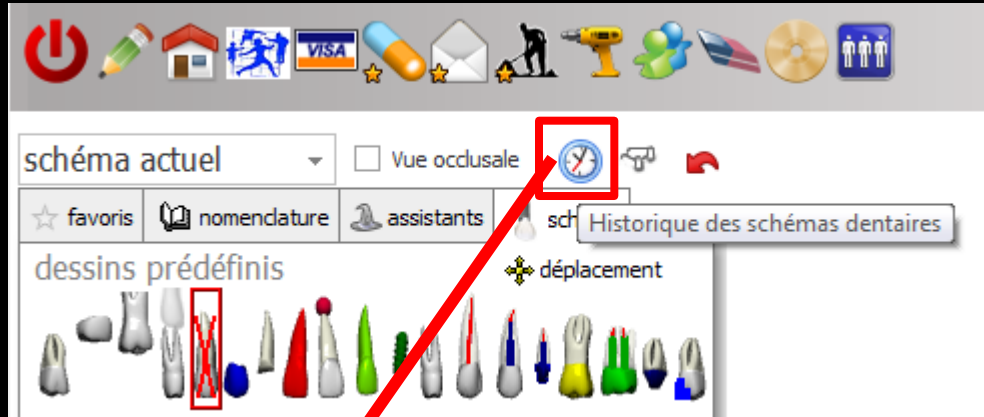 VISA
schéma actuel
Vue occlusale
favoris
nomenclature
assistants
sch
Historique des schémas dentaires
dessins prédéfinis
déplacement